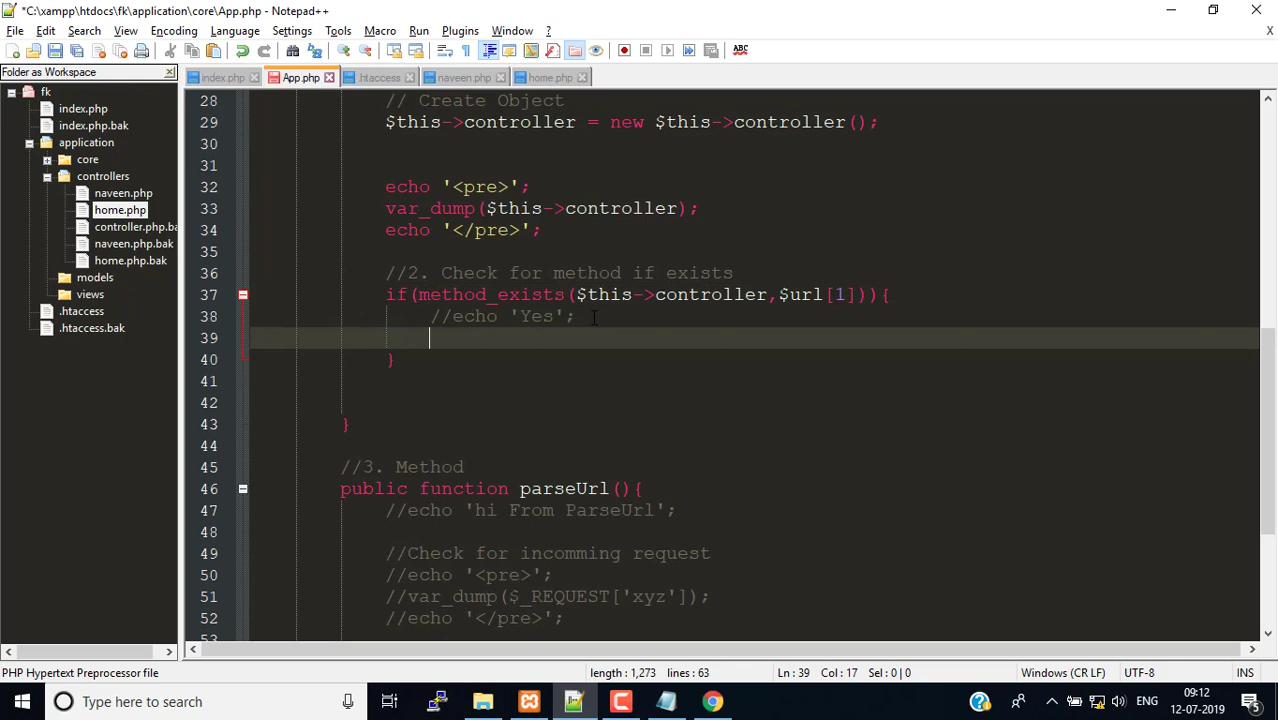 *C:\xampp\htdocs\fk\application\core\App.php - Notepad++
File Edit Search View Encoding Language Settings Tools Macro Run Plugins Window ?
ABC
Folder as Workspace
index.php App.php .htaccess naveen.php home.php
fk
index.php
index.php.bak
application
core
controllers
naveen.php
home.php
controller.php.ba
naveen.php.bak
home.php.bak
models
views
.htaccess
.htaccess.bak
28 // Create Object
29 $this->controller = new $this->controller();
30
31
32 echo '<pre>';
33 var_dump($this->controller);
34 echo '</pre>';
35
36 //2. Check for method if exists
37 if(method_exists($this->controller,$url[1])){
38 //echo 'Yes';
39
40 }
41
42
43 }
44
45 //3. Method
46 public function parseUrl(){
47 //echo 'hi From ParseUrl';
48
49 //Check for incomming request
50 //echo '<pre>';
51 //var_dump($_REQUEST['xyz']);
52 //echo '</pre>';
53
PHP Hypertext Preprocessor file length : 1,273 lines : 63 Ln : 39 Col : 17 Sel : 0 | 0 Windows (CR LF) UTF-8 INS
Type here to search
ENG
09:12
12-07-2019
5